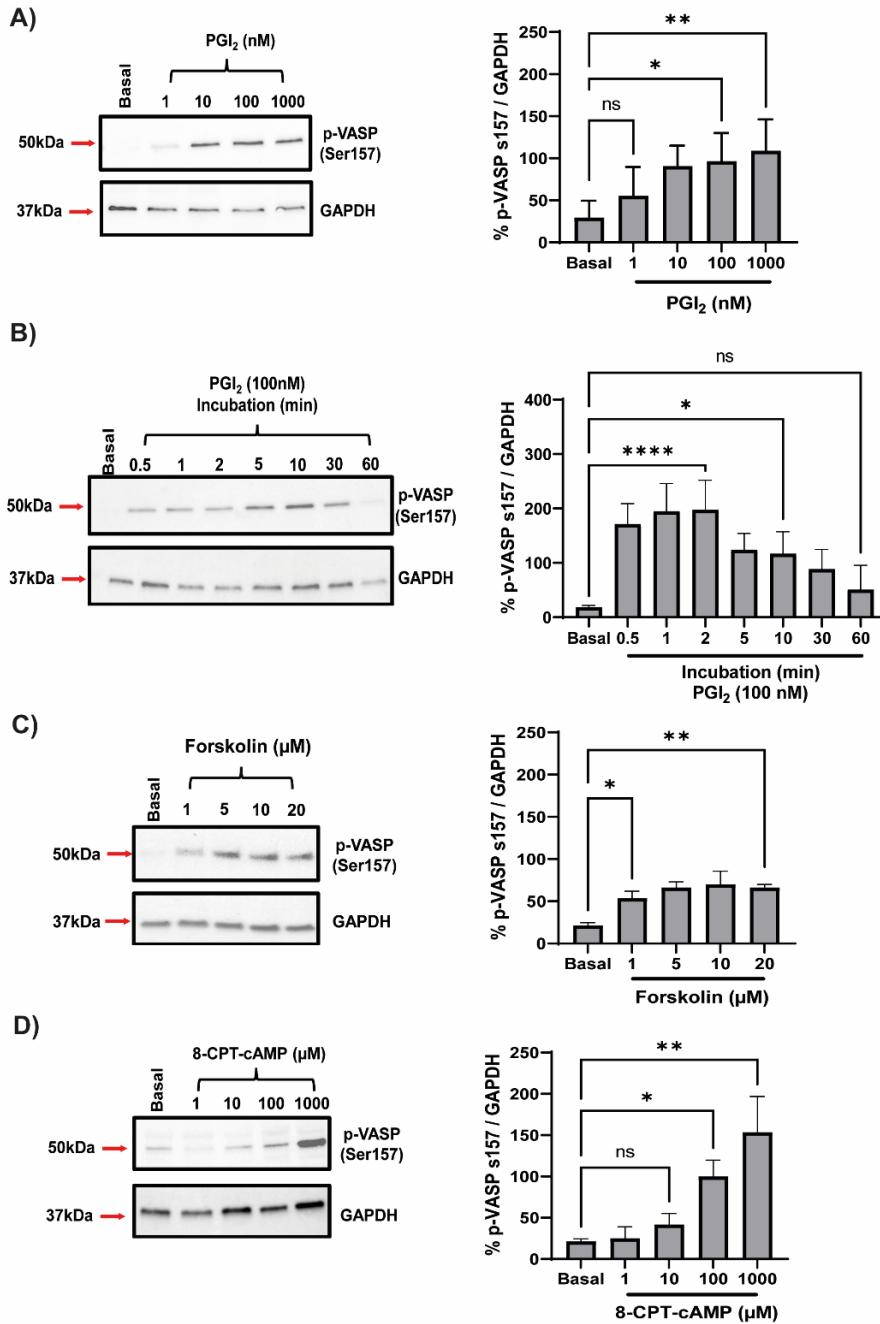 A)
PGI₂ (nM)
Basal
1 10 100 1000
50kDa
p-VASP
(Ser157)
37kDa
GAPDH
% p-VASP s157 / GAPDH
250
200
150
100
50
0
ns
*
**
Basal 1 10 100 1000
PGI₂ (nM)
B)
PGI₂ (100nM)
Incubation (min)
Basal
0.5 1 2 5 10 30 60
50kDa
p-VASP
(Ser157)
37kDa
GAPDH
% p-VASP s157 / GAPDH
400
300
200
100
0
ns
*
****
Basal 0.5 1 2 5 10 30 60
Incubation (min)
PGI₂ (100 nM)
C)
Forskolin (µM)
Basal
1 5 10 20
50kDa
p-VASP
(Ser157)
37kDa
GAPDH
% p-VASP s157 / GAPDH
250
200
150
100
50
0
*
**
Basal 1 5 10 20
Forskolin (µM)
D)
8-CPT-cAMP (µM)
Basal
1 10 100 1000
50kDa
p-VASP
(Ser157)
37kDa
GAPDH
% p-VASP s157 / GAPDH
250
200
150
100
50
0
ns
*
**
Basal 1 10 100 1000
8-CPT-cAMP (µM)